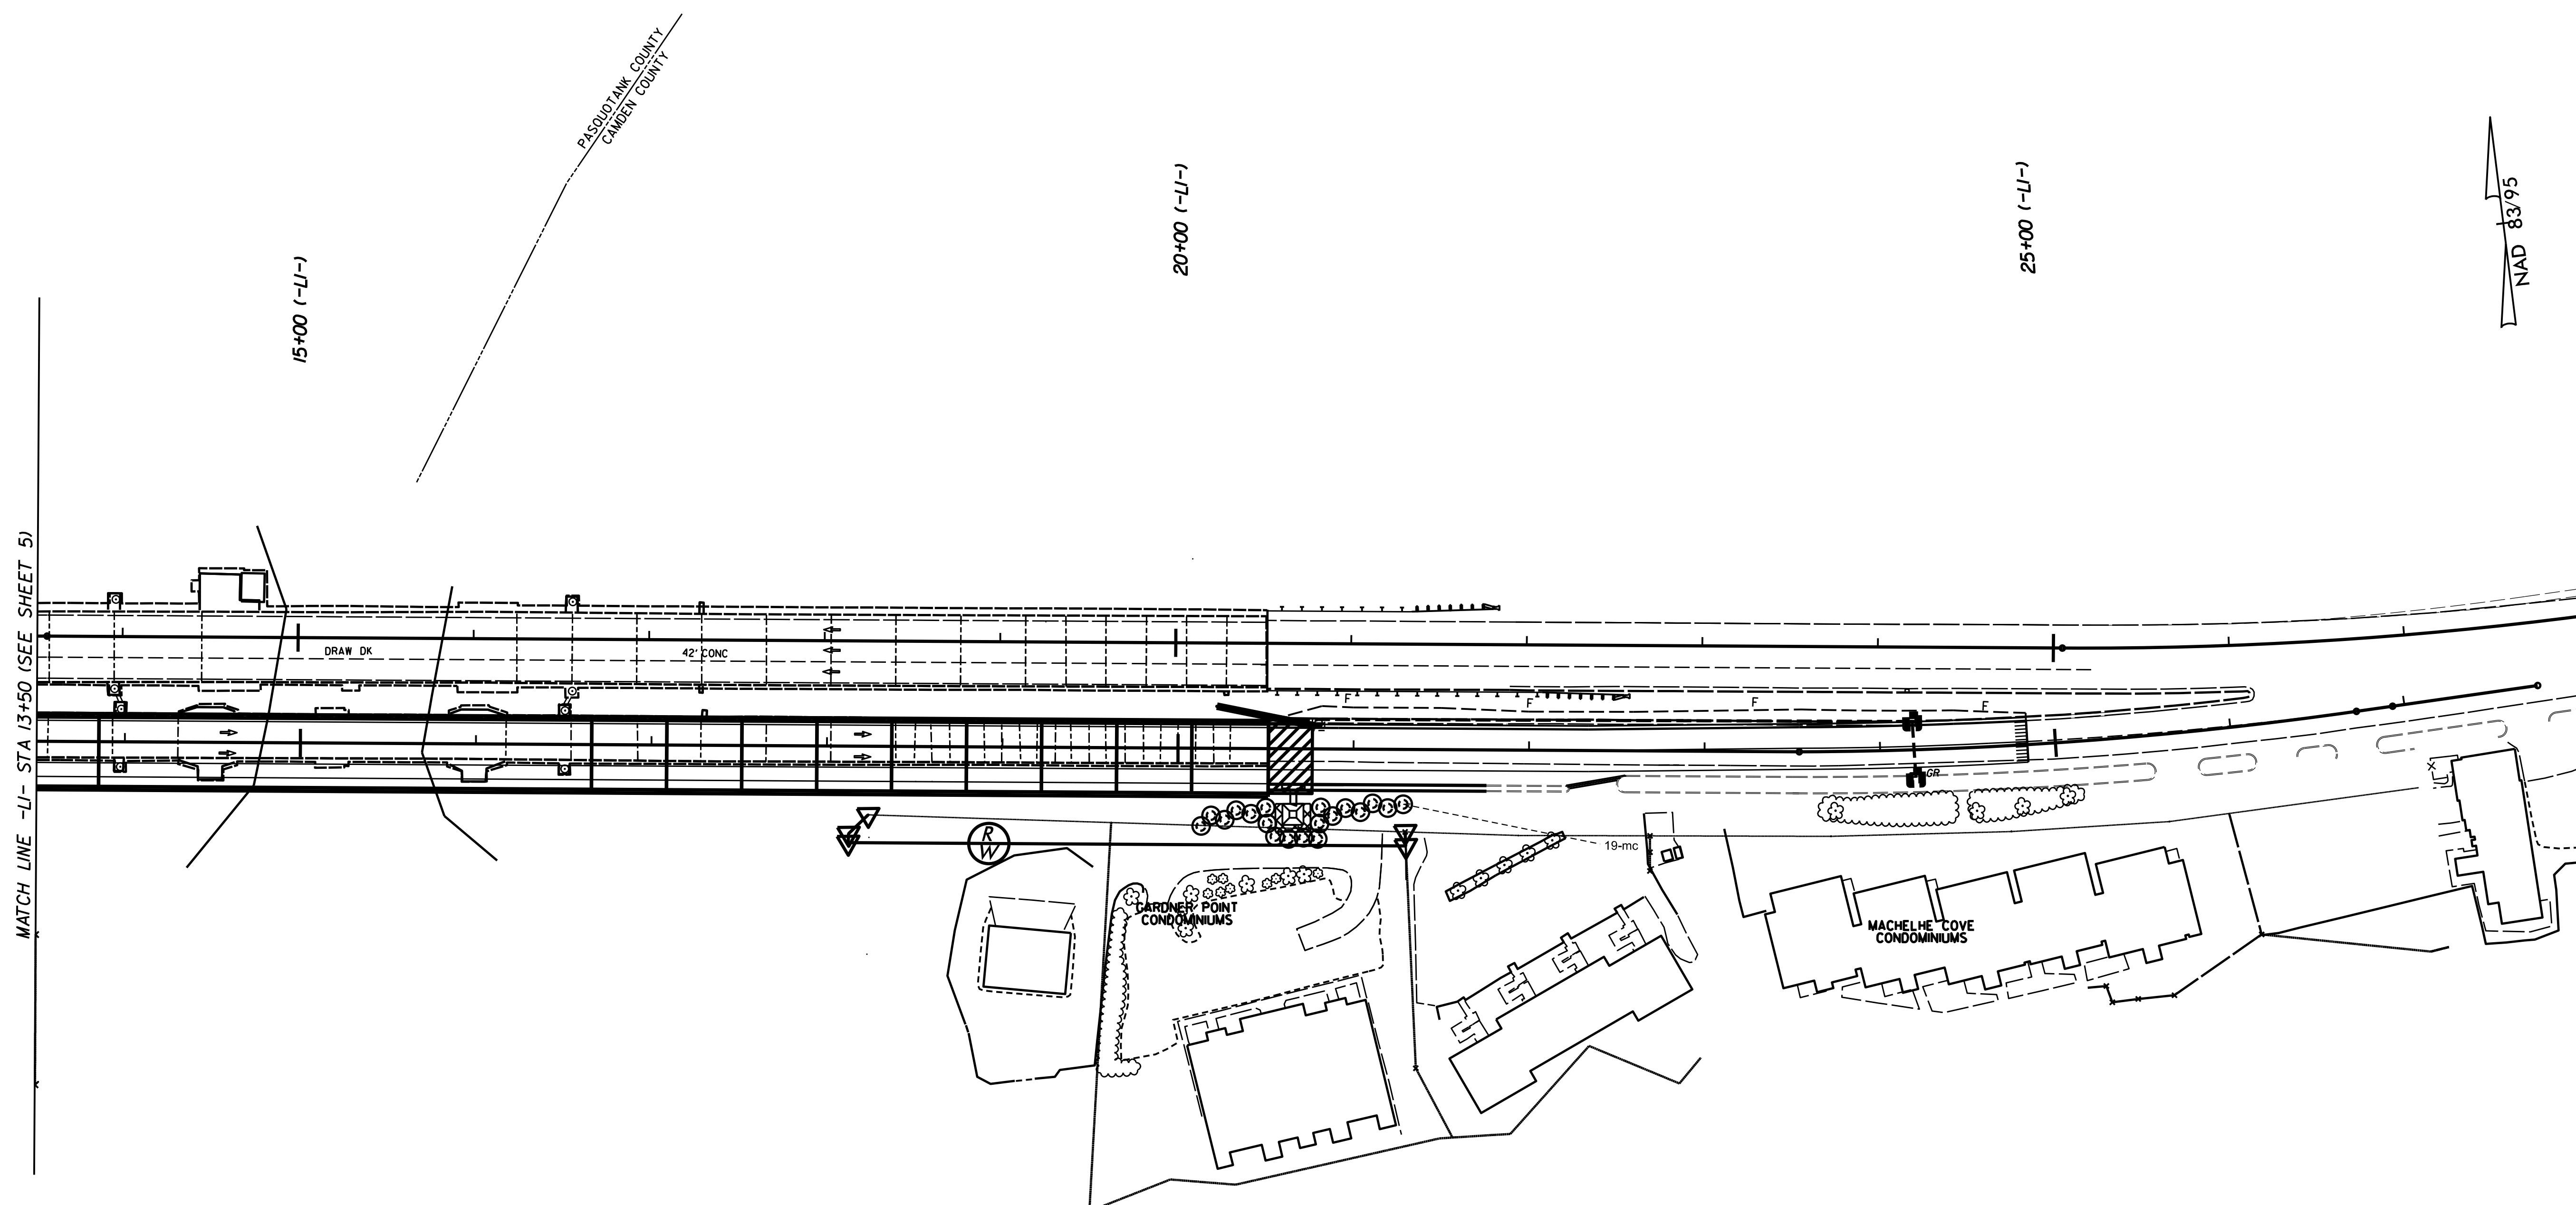 PASQUOTANK COUNTY
CAMDEN COUNTY
15+00 (-L1-)
20+00 (-L1-)
25+00 (-L1-)
NAD 83/95
MATCH LINE -L1- STA 13+50 (SEE SHEET 5)
DRAW DK
42' CONC
F
F
F
F
GR
R
W
19-mc
GARDNER POINT
CONDOMINIUMS
MACHELHE COVE
CONDOMINIUMS